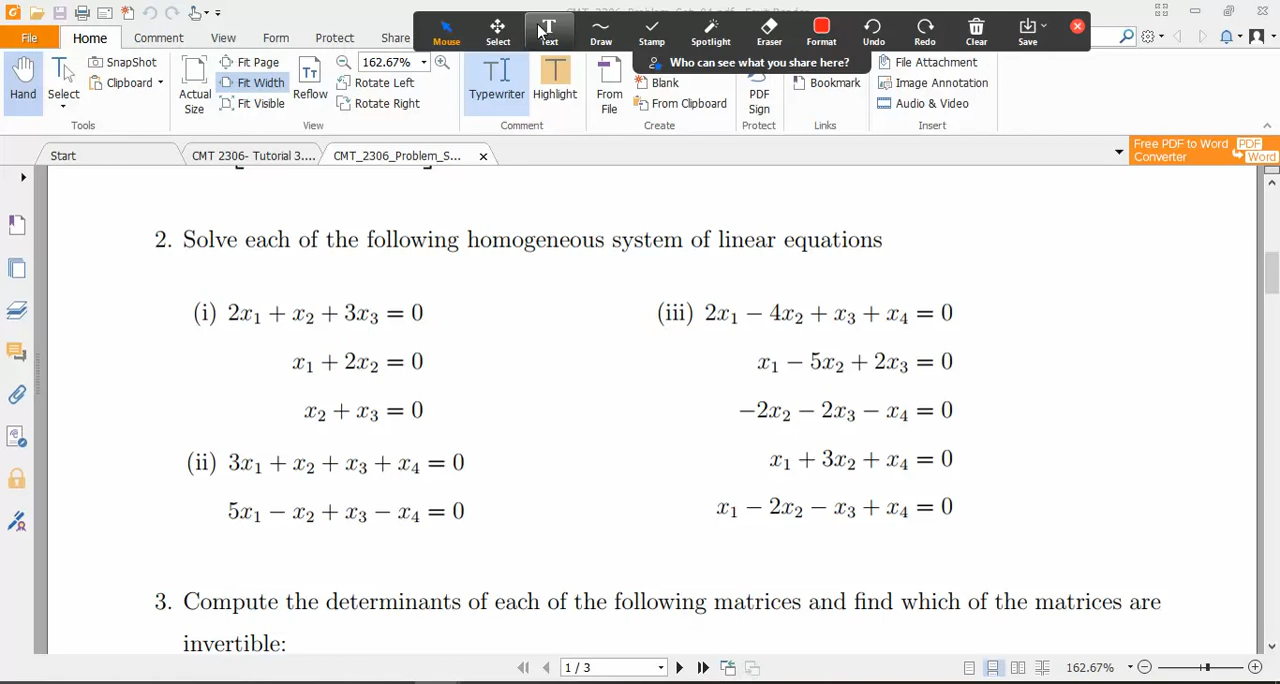 File
Home
Comment
View
Form
Protect
Share
Mouse
Select
Text
Draw
Stamp
Spotlight
Eraser
Format
Undo
Redo
Clear
Save
Who can see what you share here?
Hand
Select
SnapShot
Clipboard
Tools
Actual Size
Fit Page
Fit Width
Fit Visible
Reflow
162.67%
Rotate Left
Rotate Right
View
Typewriter
Highlight
Comment
From File
Blank
From Clipboard
Create
PDF Sign
Protect
Bookmark
Links
File Attachment
Image Annotation
Audio & Video
Insert
Start
CMT 2306- Tutorial 3....
CMT_2306_Problem_S...
Free PDF to Word Converter
PDF
Word
2. Solve each of the following homogeneous system of linear equations
(i) 2x₁ + x₂ + 3x₃ = 0
x₁ + 2x₂ = 0
x₂ + x₃ = 0
(ii) 3x₁ + x₂ + x₃ + x₄ = 0
5x₁ − x₂ + x₃ − x₄ = 0
(iii) 2x₁ − 4x₂ + x₃ + x₄ = 0
x₁ − 5x₂ + 2x₃ = 0
−2x₂ − 2x₃ − x₄ = 0
x₁ + 3x₂ + x₄ = 0
x₁ − 2x₂ − x₃ + x₄ = 0
3. Compute the determinants of each of the following matrices and find which of the matrices are
invertible:
1 / 3
162.67%